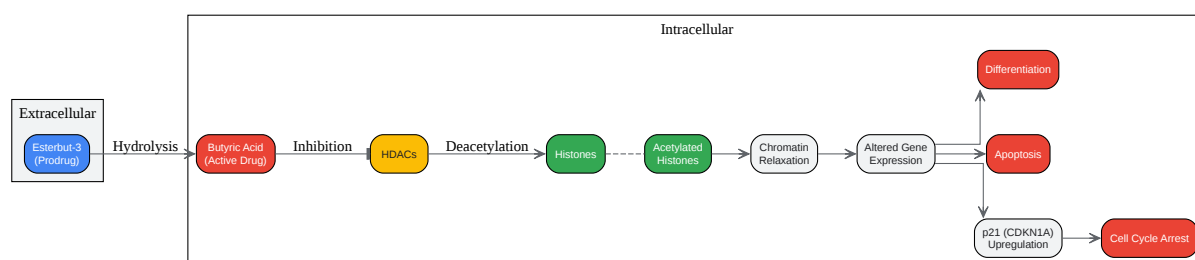 Intracellular
Extracellular
Esterbut-3
(Prodrug)
Hydrolysis
Butyric Acid
(Active Drug)
Inhibition
HDACs
Deacetylation
Histones
Acetylated
Histones
Chromatin
Relaxation
Altered Gene
Expression
Differentiation
Apoptosis
p21 (CDKN1A)
Upregulation
Cell Cycle Arrest